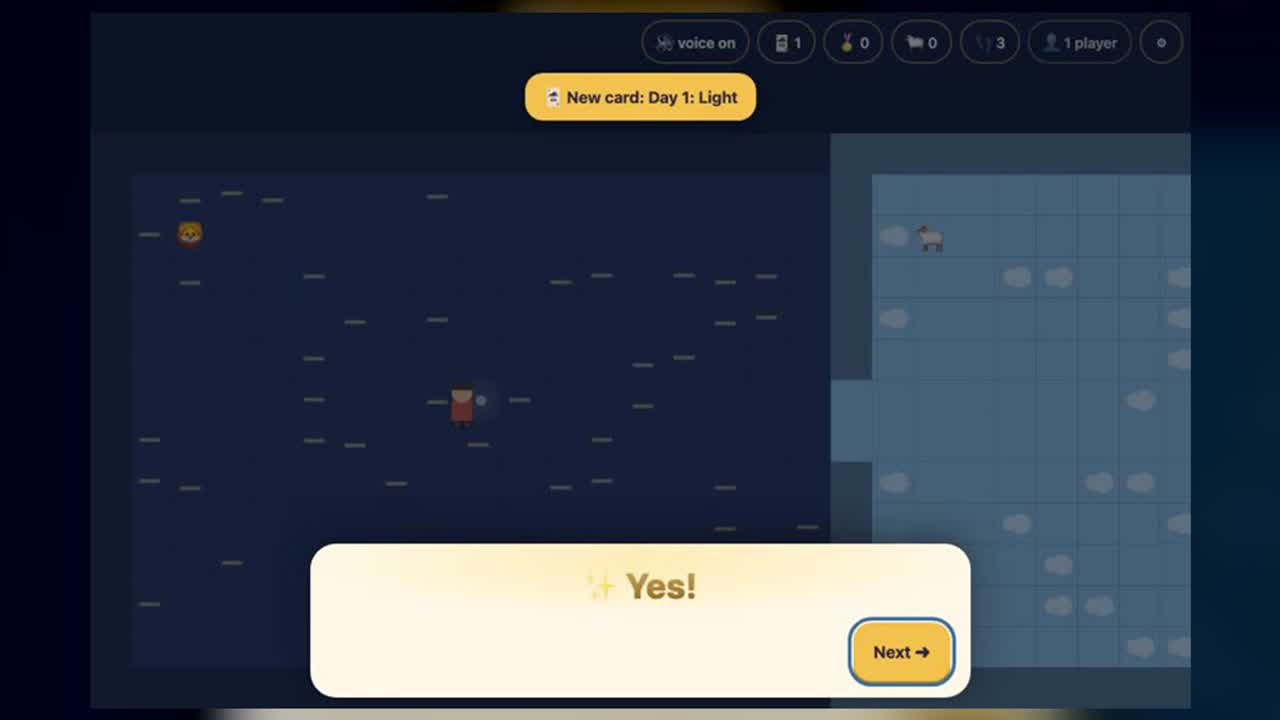 voice on
1
0
0
3
1 player
New card: Day 1: Light
Yes!
Next →